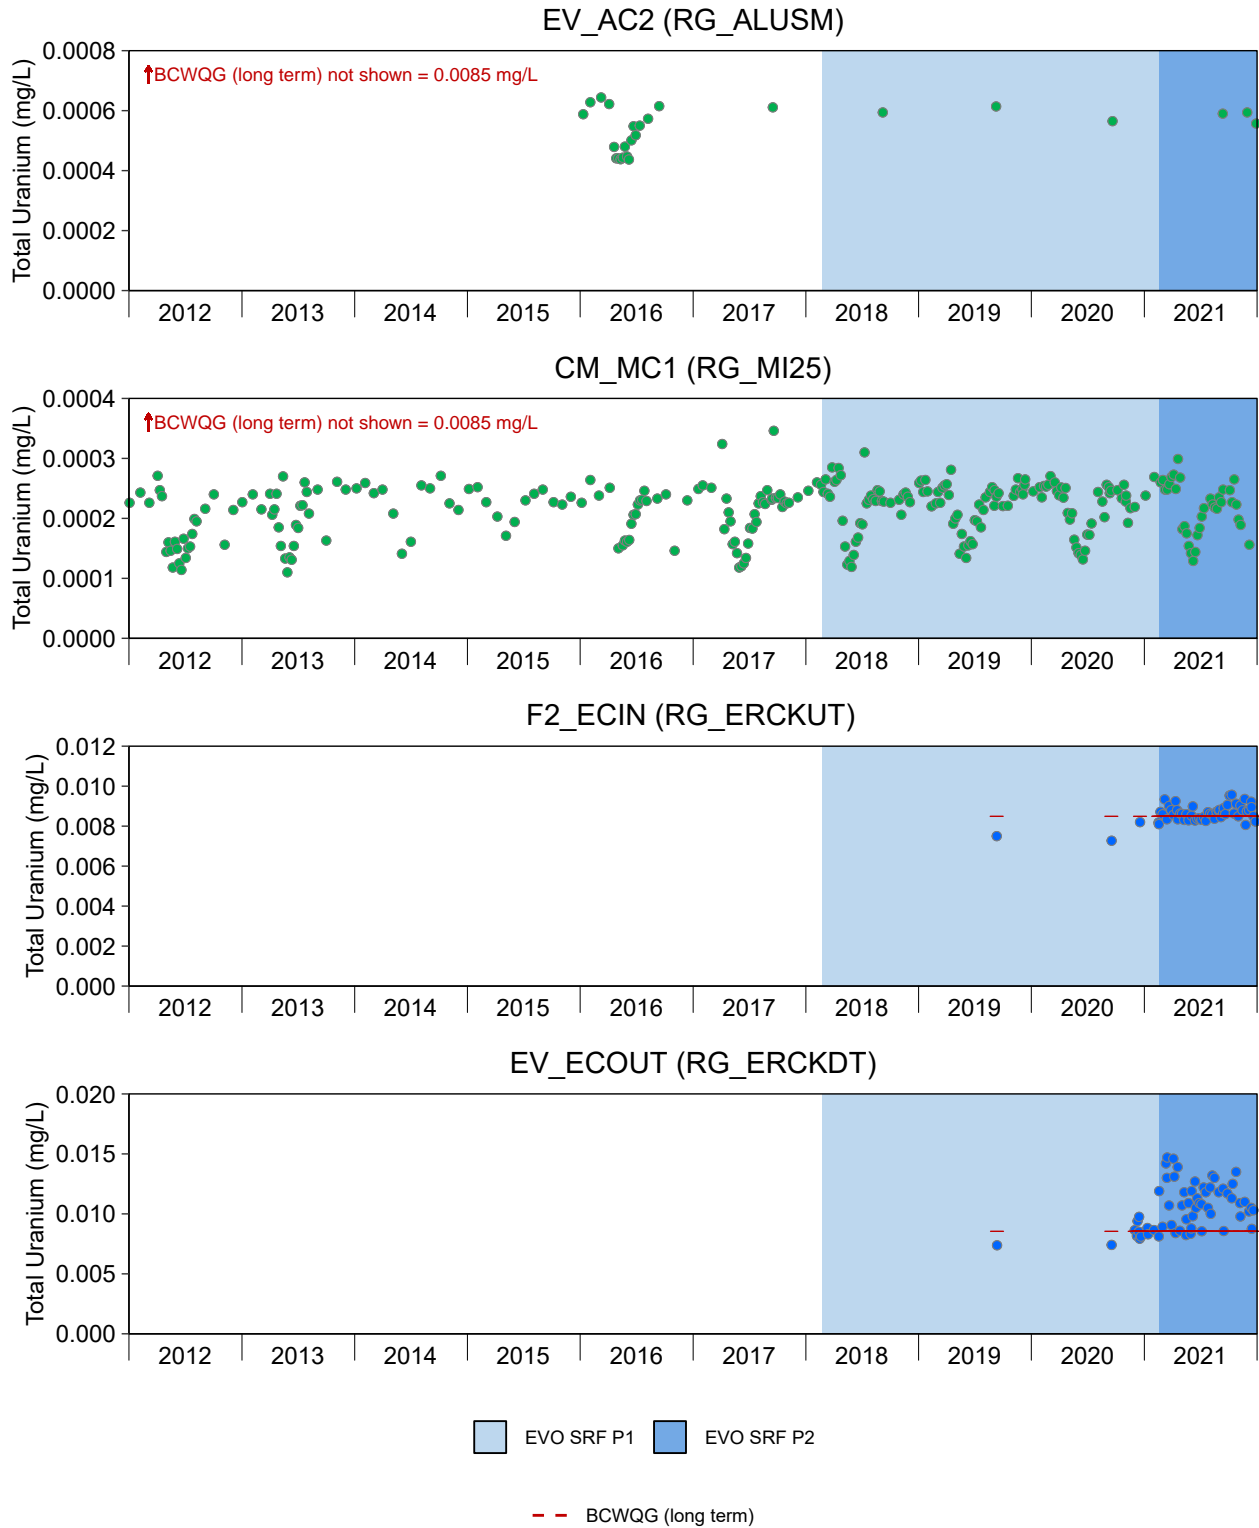 EV_AC2 (RG_ALUSM)
Total Uranium (mg/L)
0.0008
0.0006
0.0004
0.0002
0.0000
BCWQG (long term) not shown = 0.0085 mg/L
2012 2013 2014 2015 2016 2017 2018 2019 2020 2021
CM_MC1 (RG_MI25)
Total Uranium (mg/L)
0.0004
0.0003
0.0002
0.0001
0.0000
BCWQG (long term) not shown = 0.0085 mg/L
2012 2013 2014 2015 2016 2017 2018 2019 2020 2021
F2_ECIN (RG_ERCKUT)
Total Uranium (mg/L)
0.012
0.010
0.008
0.006
0.004
0.002
0.000
2012 2013 2014 2015 2016 2017 2018 2019 2020 2021
EV_ECOUT (RG_ERCKDT)
Total Uranium (mg/L)
0.020
0.015
0.010
0.005
0.000
2012 2013 2014 2015 2016 2017 2018 2019 2020 2021
EVO SRF P1 EVO SRF P2
BCWQG (long term)